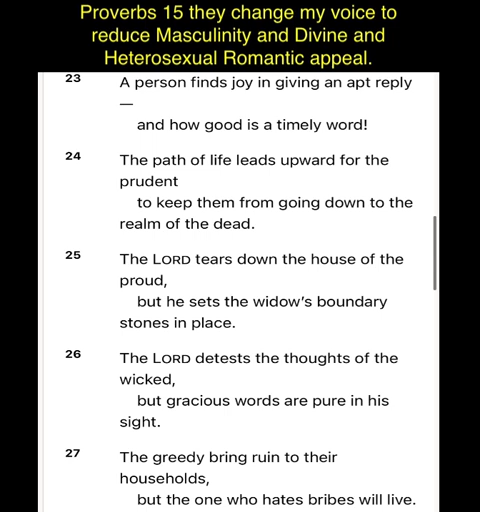 Proverbs 15 they change my voice to
reduce Masculinity and Divine and
Heterosexual Romantic appeal.
23 A person finds joy in giving an apt reply
—
and how good is a timely word!
24 The path of life leads upward for the
prudent
to keep them from going down to the
realm of the dead.
25 The LORD tears down the house of the
proud,
but he sets the widow’s boundary
stones in place.
26 The LORD detests the thoughts of the
wicked,
but gracious words are pure in his
sight.
27 The greedy bring ruin to their
households,
but the one who hates bribes will live.